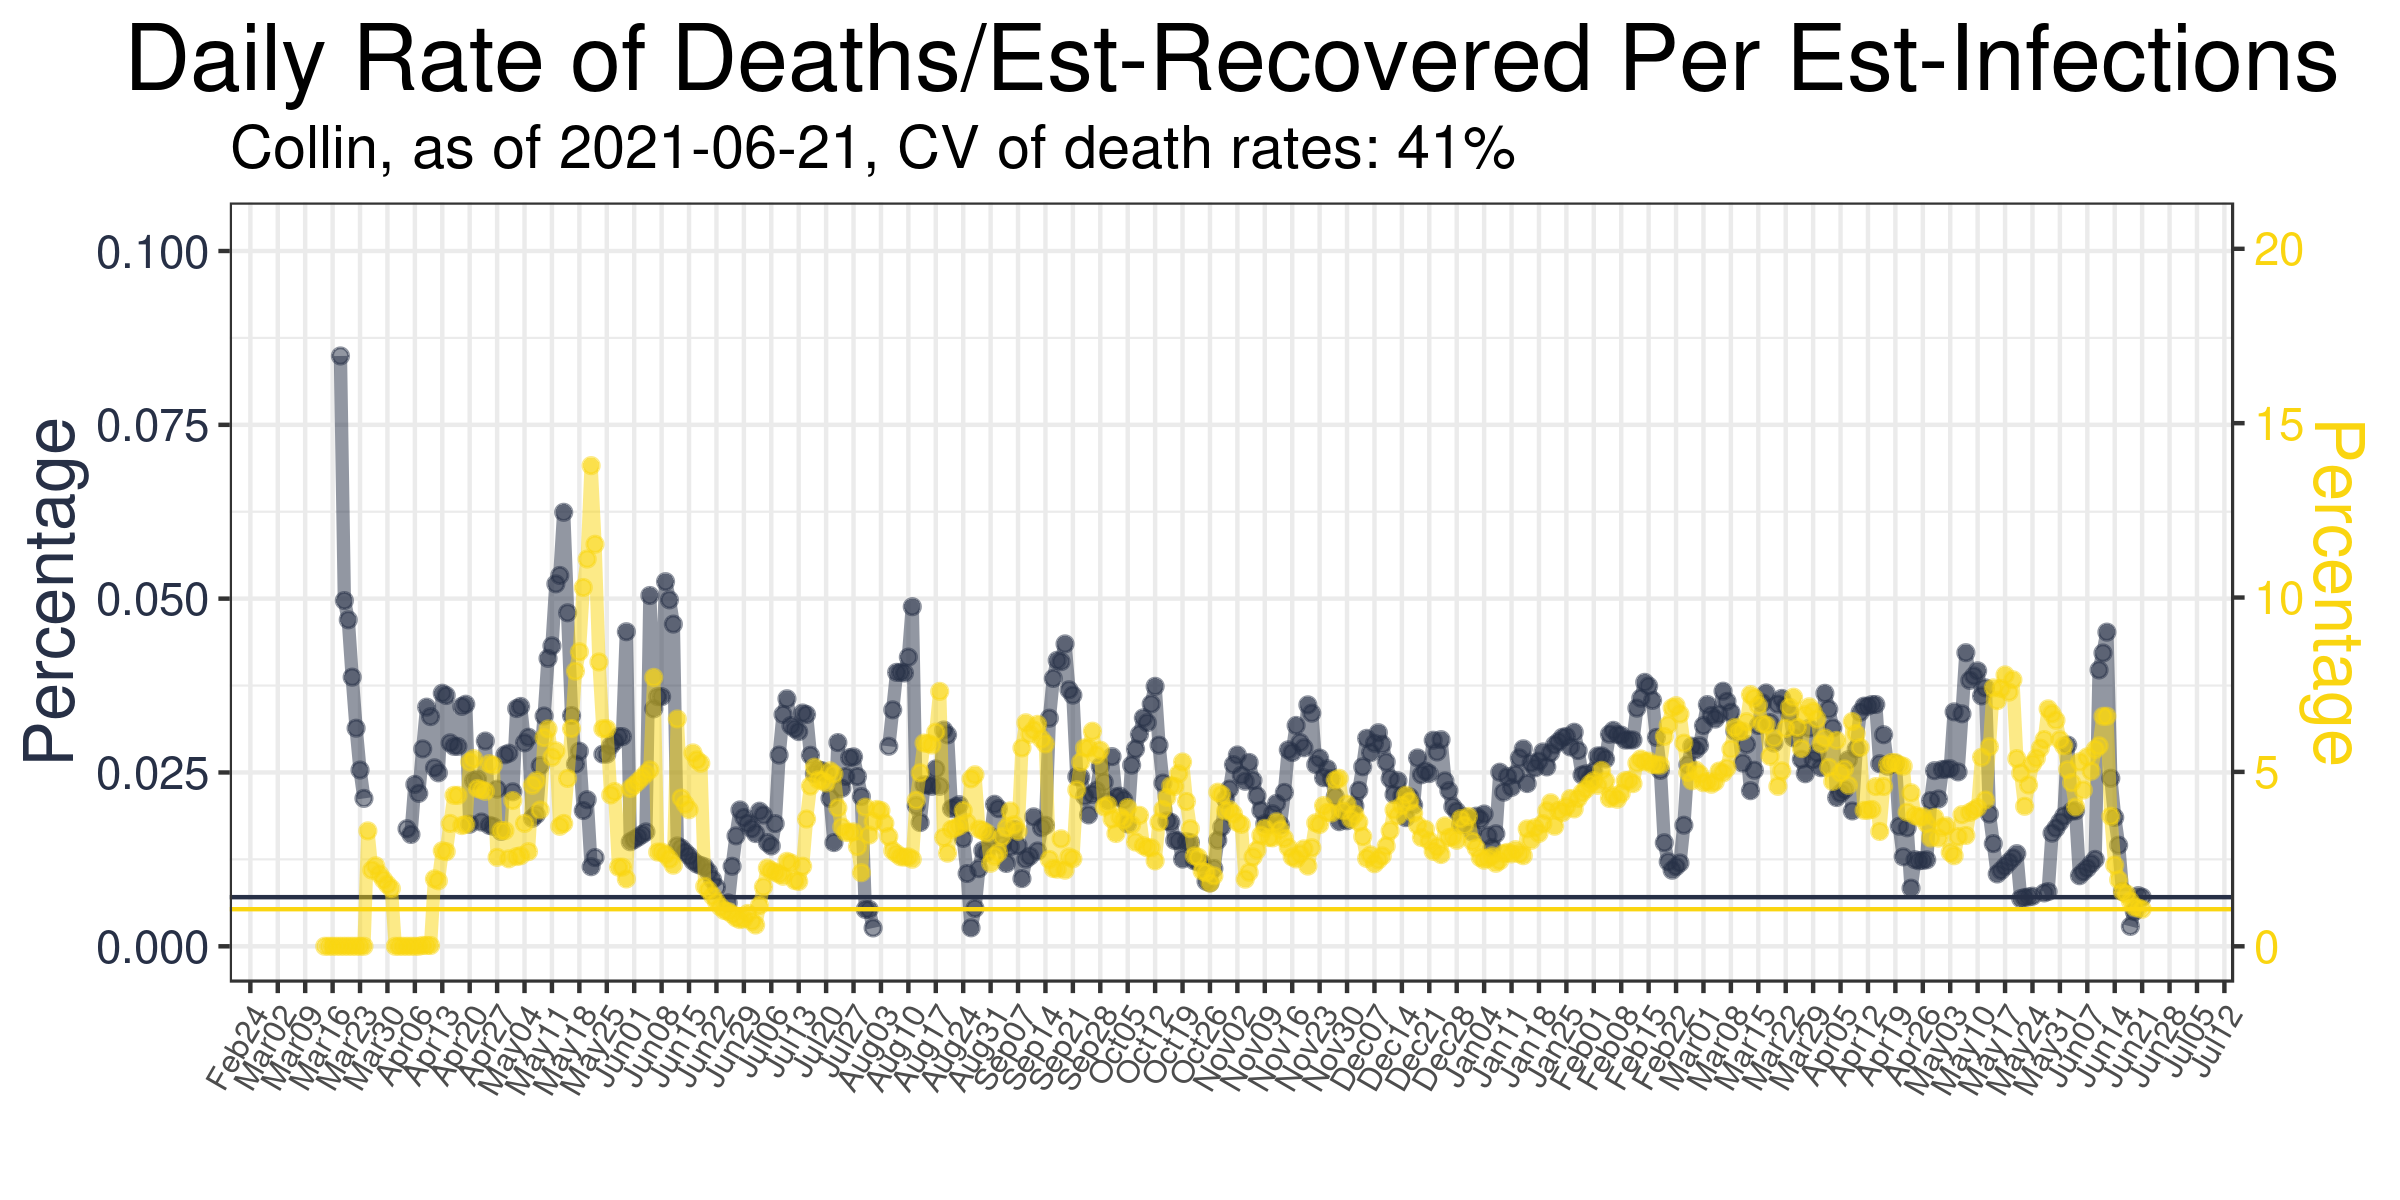 Daily Rate of Deaths/Est-Recovered Per Est-Infections
Collin, as of 2021-06-21, CV of death rates: 41%
Percentage
0.100
0.075
0.050
0.025
0.000
20
15
10
5
0
Percentage
Feb24
Mar02
Mar09
Mar16
Mar23
Mar30
Apr06
Apr13
Apr20
Apr27
May04
May11
May18
May25
Jun01
Jun08
Jun15
Jun22
Jun29
Jul06
Jul13
Jul20
Jul27
Aug03
Aug10
Aug17
Aug24
Aug31
Sep07
Sep14
Sep21
Sep28
Oct05
Oct12
Oct19
Oct26
Nov02
Nov09
Nov16
Nov23
Nov30
Dec07
Dec14
Dec21
Dec28
Jan04
Jan11
Jan18
Jan25
Feb01
Feb08
Feb15
Feb22
Mar01
Mar08
Mar15
Mar22
Mar29
Apr05
Apr12
Apr19
Apr26
May03
May10
May17
May24
May31
Jun07
Jun14
Jun21
Jun28
Jul05
Jul12